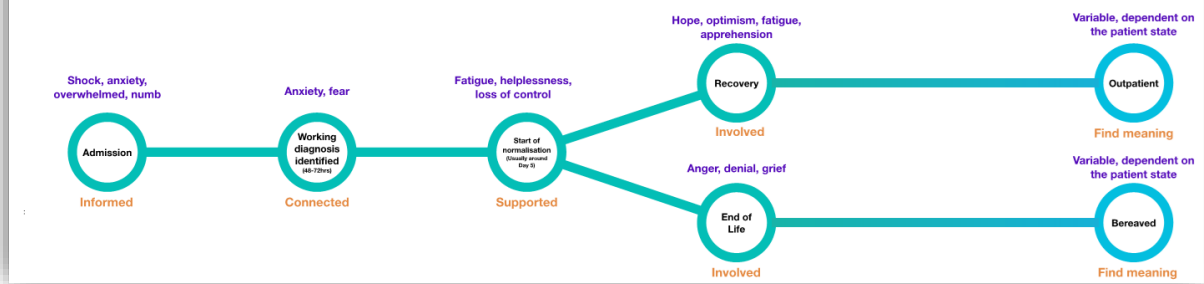 Shock, anxiety,
overwhelmed, numb
Admission
Informed
Anxiety, fear
Working
diagnosis
identified
(48-72hrs)
Connected
Fatigue, helplessness,
loss of control
Start of
normalisation
(Usually around
Day 5)
Supported
Hope, optimism, fatigue,
apprehension
Recovery
Involved
Variable, dependent on
the patient state
Outpatient
Find meaning
Anger, denial, grief
End of
Life
Involved
Variable, dependent on
the patient state
Bereaved
Find meaning